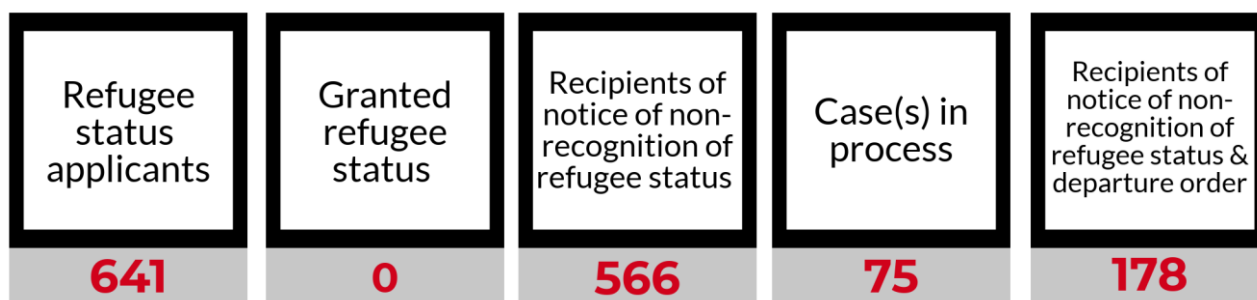 Refugee
status
applicants
641
Granted
refugee
status
0
Recipients of
notice of non-
recognition of
refugee status
566
Case(s) in
process
75
Recipients of
notice of non-
recognition of
refugee status &
departure order
178